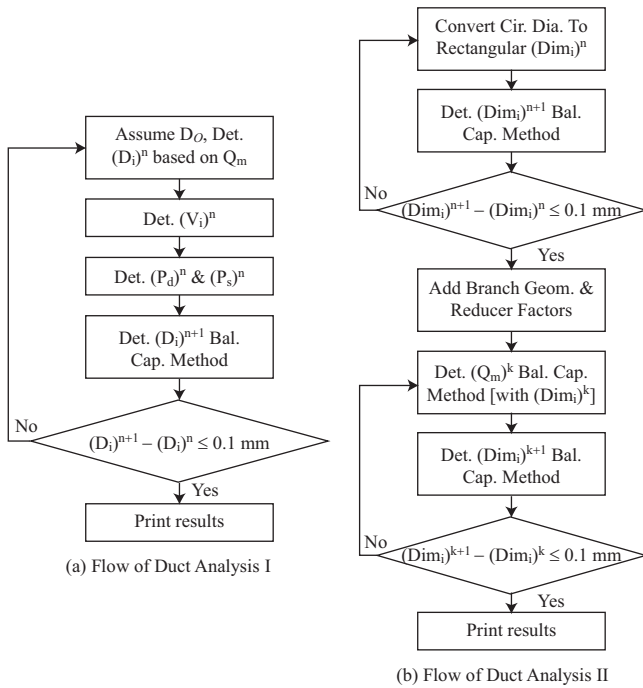 Assume D_O, Det.
(D_i)^n based on Q_m
Det. (V_i)^n
Det. (P_d)^n & (P_s)^n
Det. (D_i)^{n+1} Bal.
Cap. Method
No
(D_i)^{n+1} – (D_i)^n ≤ 0.1 mm
Yes
Print results
(a) Flow of Duct Analysis I
Convert Cir. Dia. To
Rectangular (Dim_i)^n
Det. (Dim_i)^{n+1} Bal.
Cap. Method
No
(Dim_i)^{n+1} – (Dim_i)^n ≤ 0.1 mm
Yes
Add Branch Geom. &
Reducer Factors
Det. (Q_m)^k Bal. Cap.
Method [with (Dim_i)^k]
Det. (Dim_i)^{k+1} Bal.
Cap. Method
No
(Dim_i)^{k+1} – (Dim_i)^k ≤ 0.1 mm
Yes
Print results
(b) Flow of Duct Analysis II